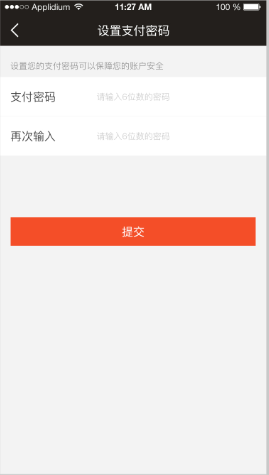 ●●●○○ Applidium 11:27 AM 100 %
设置支付密码
设置您的支付密码可以保障您的账户安全
支付密码 请输入6位数的密码
再次输入 请输入6位数的密码
提交